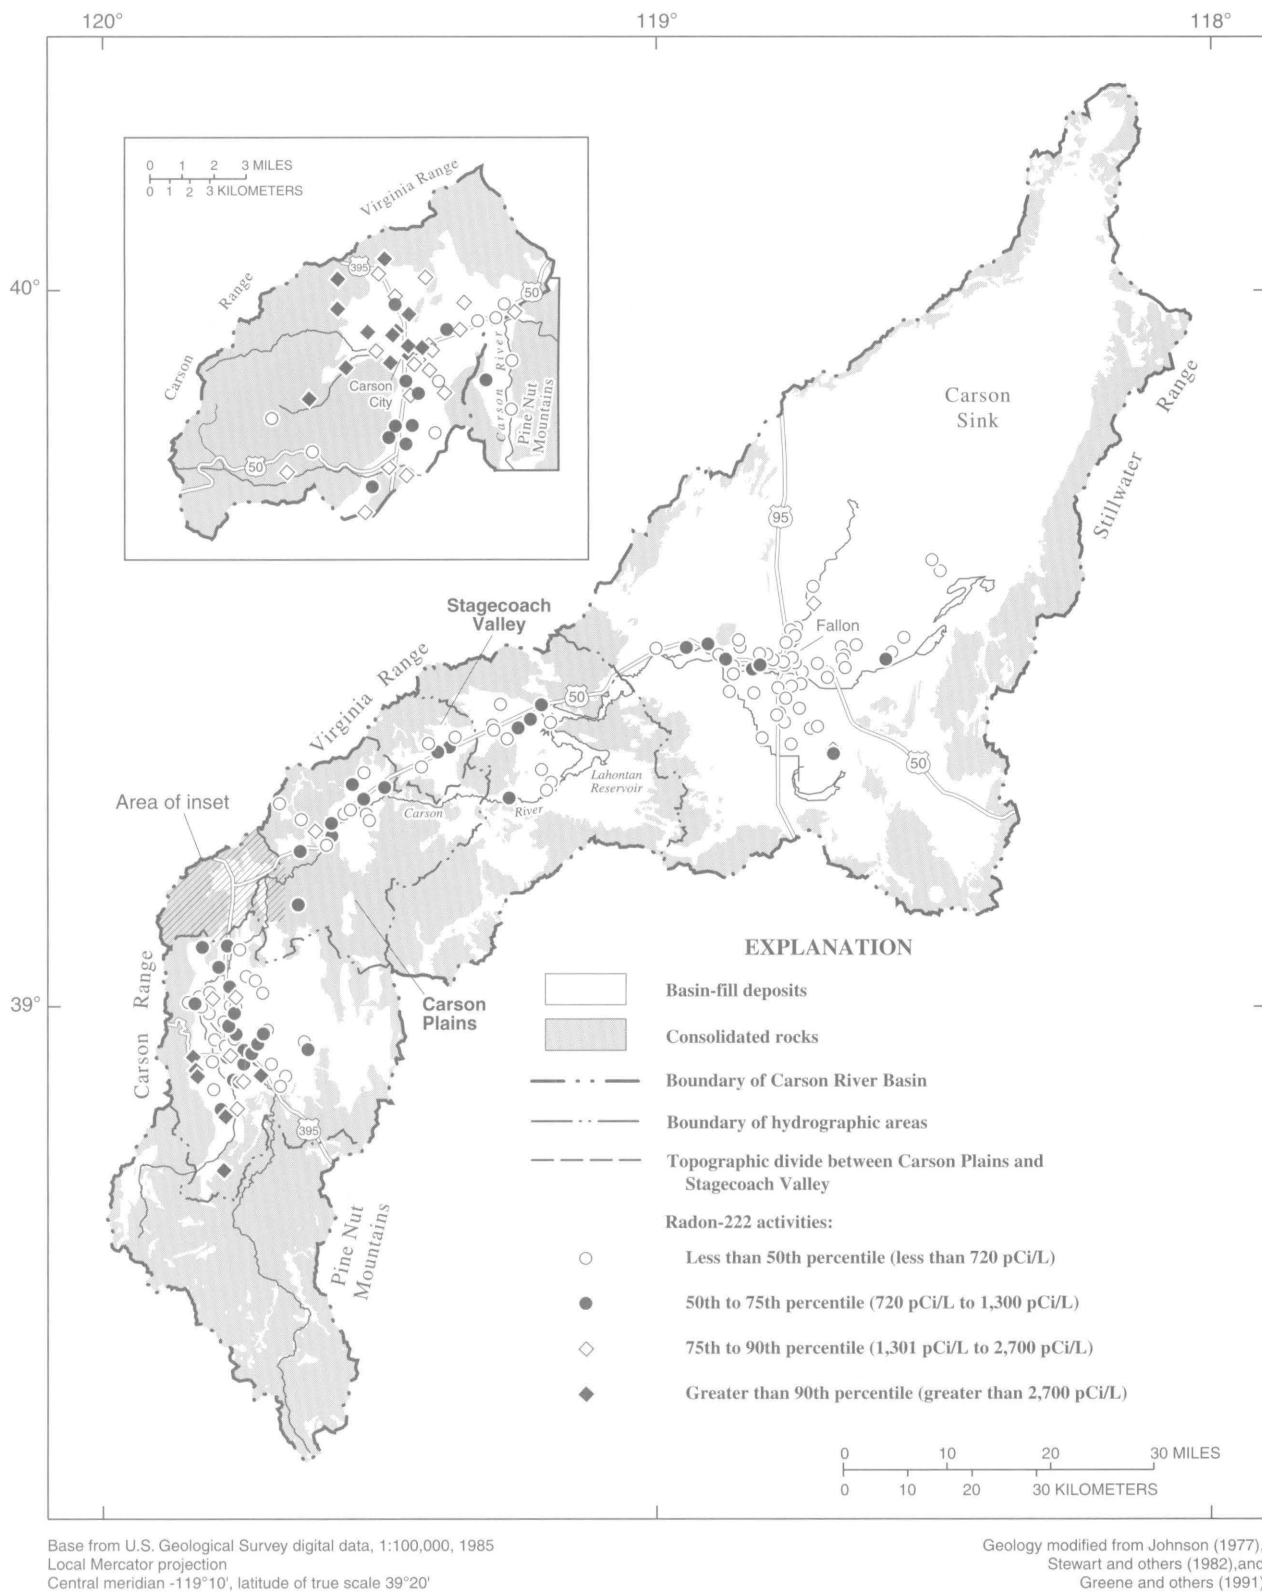 120°
119°
118°
0 1 2 3 MILES
0 1 2 3 KILOMETERS
Virginia Range
395
40°
Range
50
Carson
Carson River
Carson
City
Pine Nut
Mountains
50
Carson
Sink
Range
Stillwater
95
Stagecoach
Valley
Fallon
Virginia Range
50
50
Lahontan
Reservoir
Area of inset
Carson
River
EXPLANATION
Basin-fill deposits
39°
Carson
Plains
Carson Range
Consolidated rocks
Boundary of Carson River Basin
395
Boundary of hydrographic areas
Topographic divide between Carson Plains and
Stagecoach Valley
Pine Nut
Mountains
Radon-222 activities:
Less than 50th percentile (less than 720 pCi/L)
50th to 75th percentile (720 pCi/L to 1,300 pCi/L)
75th to 90th percentile (1,301 pCi/L to 2,700 pCi/L)
Greater than 90th percentile (greater than 2,700 pCi/L)
0 10 20 30 MILES
0 10 20 30 KILOMETERS
Base from U.S. Geological Survey digital data, 1:100,000, 1985
Local Mercator projection
Central meridian -119°10', latitude of true scale 39°20'
Geology modified from Johnson (1977),
Stewart and others (1982),and
Greene and others (1991)